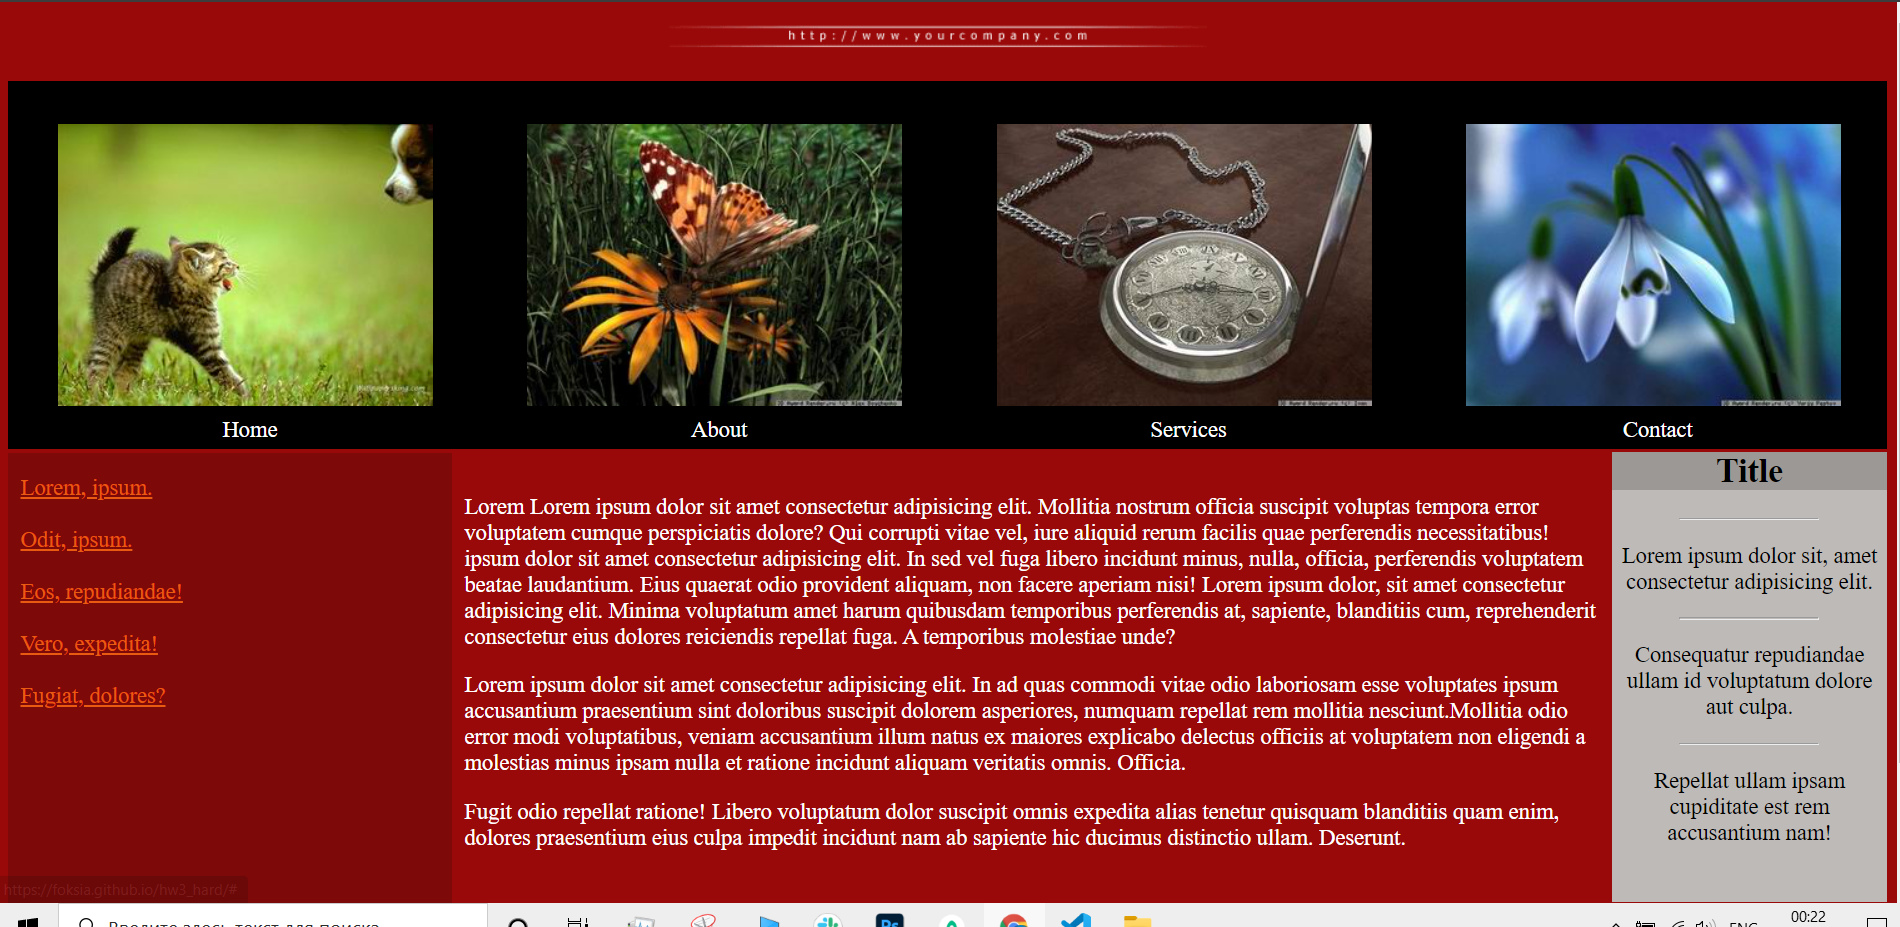 http://www.yourcompany.com
Home
About
Services
Contact
Lorem, ipsum.
Odit, ipsum.
Eos, repudiandae!
Vero, expedita!
Fugiat, dolores?
Lorem Lorem ipsum dolor sit amet consectetur adipisicing elit. Mollitia nostrum officia suscipit voluptas tempora error
voluptatem cumque perspiciatis dolore? Qui corrupti vitae vel, iure aliquid rerum facilis quae perferendis necessitatibus!
ipsum dolor sit amet consectetur adipisicing elit. In sed vel fuga libero incidunt minus, nulla, officia, perferendis voluptatem
beatae laudantium. Eius quaerat odio provident aliquam, non facere aperiam nisi! Lorem ipsum dolor, sit amet consectetur
adipisicing elit. Minima voluptatum amet harum quibusdam temporibus perferendis at, sapiente, blanditiis cum, reprehenderit
consectetur eius dolores reiciendis repellat fuga. A temporibus molestiae unde?
Lorem ipsum dolor sit amet consectetur adipisicing elit. In ad quas commodi vitae odio laboriosam esse voluptates ipsum
accusantium praesentium sint doloribus suscipit dolorem asperiores, numquam repellat rem mollitia nesciunt.Mollitia odio
error modi voluptatibus, veniam accusantium illum natus ex maiores explicabo delectus officiis at voluptatem non eligendi a
molestias minus ipsam nulla et ratione incidunt aliquam veritatis omnis. Officia.
Fugit odio repellat ratione! Libero voluptatum dolor suscipit omnis expedita alias tenetur quisquam blanditiis quam enim,
dolores praesentium eius culpa impedit incidunt nam ab sapiente hic ducimus distinctio ullam. Deserunt.
Title
Lorem ipsum dolor sit, amet
consectetur adipisicing elit.
Consequatur repudiandae
ullam id voluptatum dolore
aut culpa.
Repellat ullam ipsam
cupiditate est rem
accusantium nam!
https://foksia.github.io/hw3_hard/#
Введите здесь текст для поиска
Ps
ENG
00:22